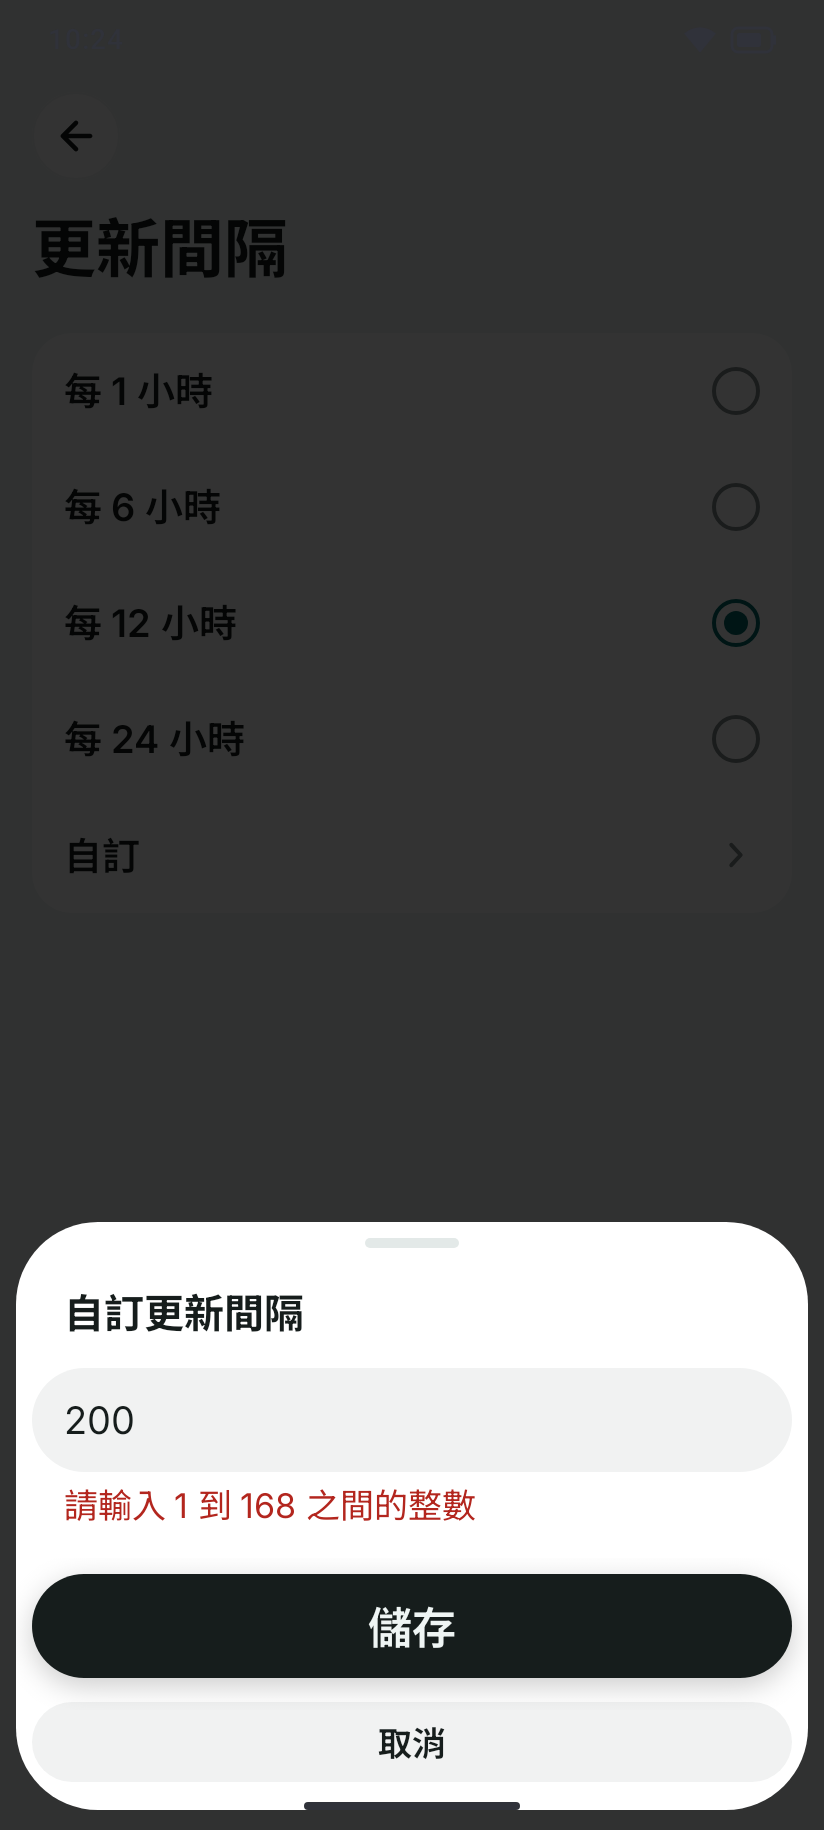 更新間隔
每 1 小時
每 6 小時
每 12 小時
每 24 小時
自訂
自訂更新間隔
200
請輸入 1 到 168 之間的整數
儲存
取消